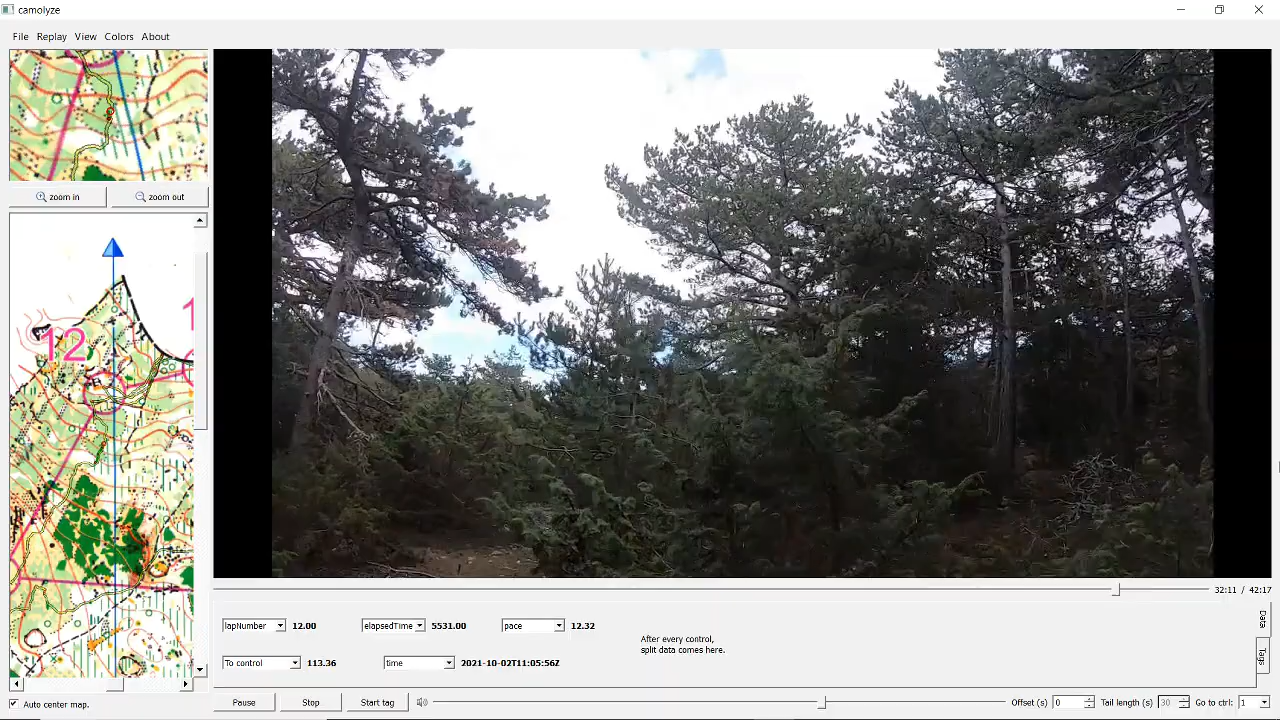 camolyze
File Replay View Colors About
zoom in zoom out
12
1
32:11 / 42:17
lapNumber 12.00 elapsedTime 5531.00 pace 12.32
After every control,
split data comes here.
To control 113.36 time 2021-10-02T11:05:56Z
Data
Tags
Auto center map.
Pause Stop Start tag Offset (s) 0 Tail length (s) 30 Go to ctrl: 1